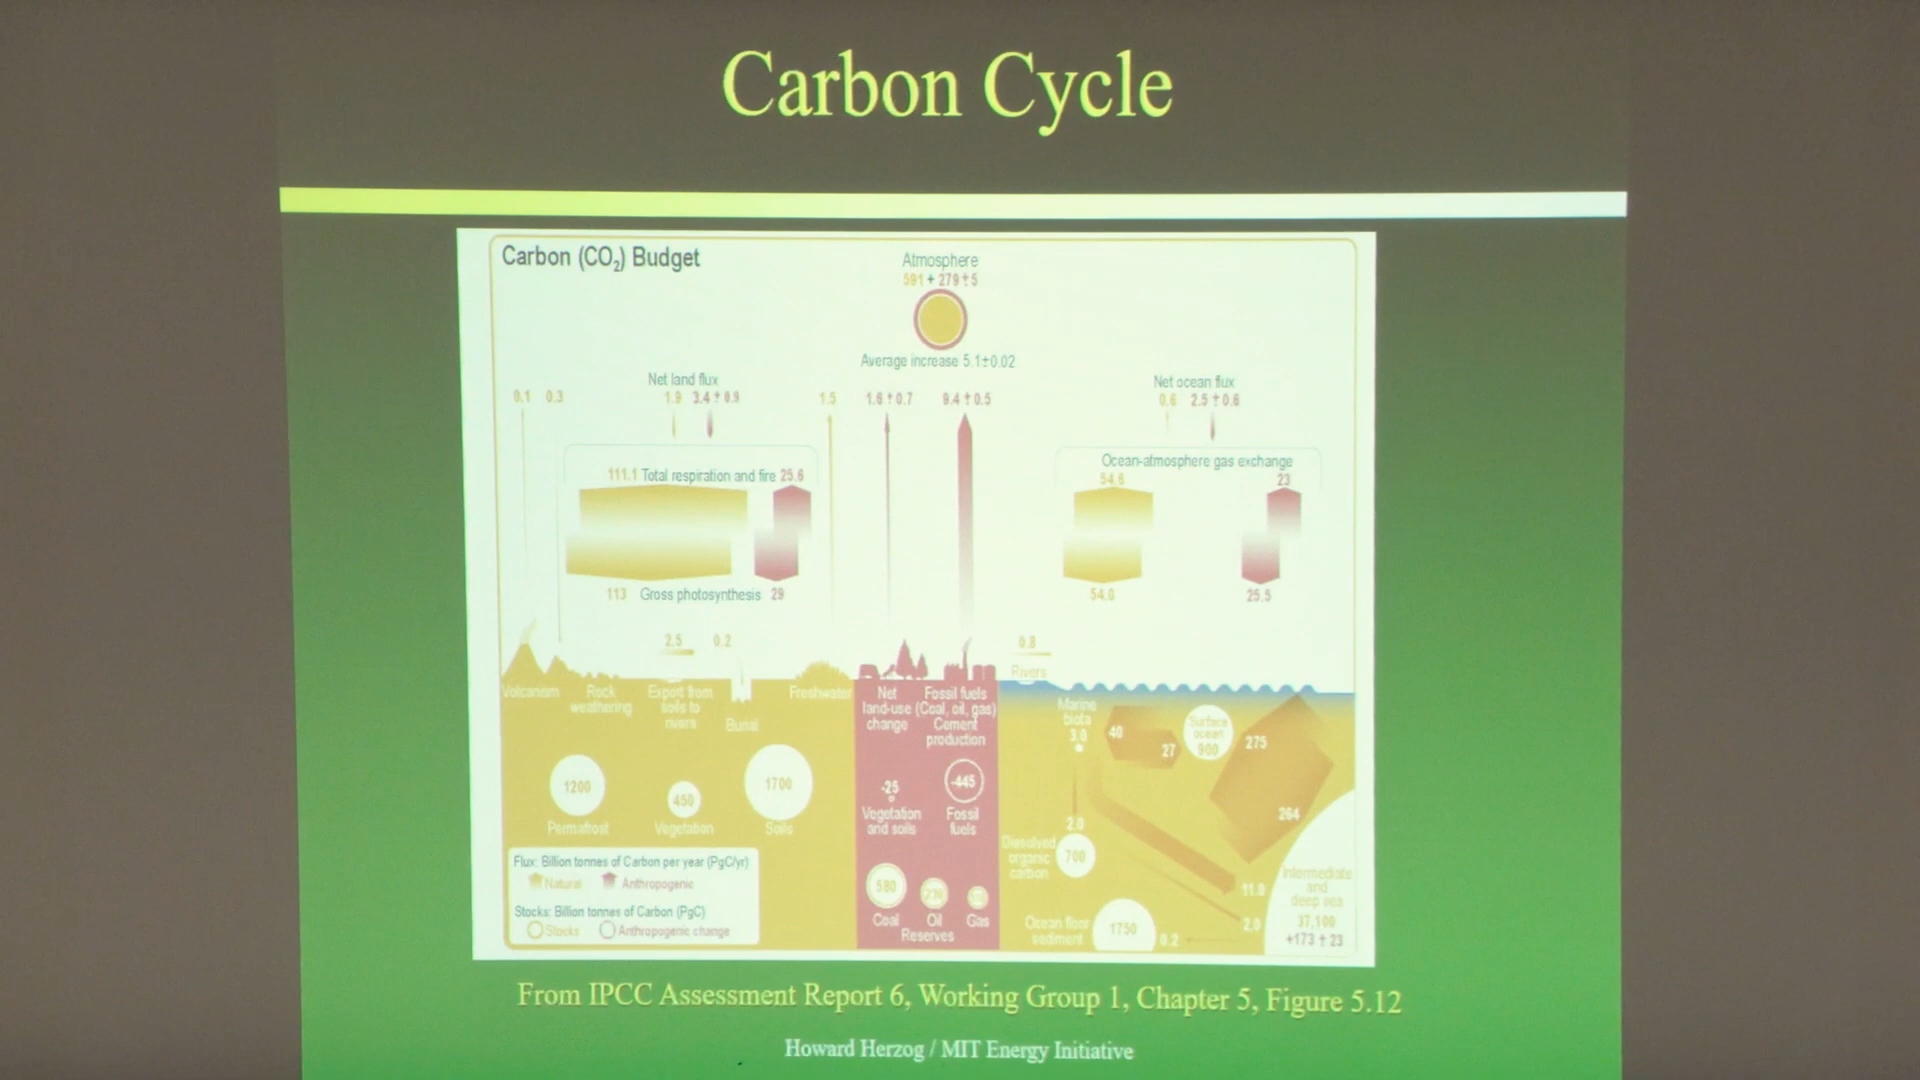 Carbon Cycle
Carbon (CO₂) Budget
Atmosphere
591 + 279±5
Average increase 5.1±0.02
Net land flux
0.1 0.3 1.9 3.4±0.9 1.5 1.6±0.7 9.4±0.5
Net ocean flux
0.6 2.5±0.6
111.1 Total respiration and fire 25.6
Ocean-atmosphere gas exchange
54.6 23
113 Gross photosynthesis 29
54.0 25.5
2.5 0.2
0.8
Rivers
Volcanism
Rock
weathering
Export from
soils to
rivers
Burial
Freshwater
Net
land-use
change
Fossil fuels
(Coal, oil, gas)
Cement
production
Marine
biota
3.0
40
27
Surface
ocean
900
275
264
1200
Permafrost
450
Vegetation
1700
Soils
-25
Vegetation
and soils
-445
Fossil
fuels
2.0
Dissolved
organic
carbon
700
11.0
2.0
Intermediate
and
deep sea
37,100
+173±23
580
Coal
Oil
Gas
Reserves
Ocean floor
sediment
1750
0.2
Flux: Billion tonnes of Carbon per year (PgC/yr)
Natural Anthropogenic
Stocks: Billion tonnes of Carbon (PgC)
Stocks Anthropogenic change
From IPCC Assessment Report 6, Working Group 1, Chapter 5, Figure 5.12
Howard Herzog / MIT Energy Initiative